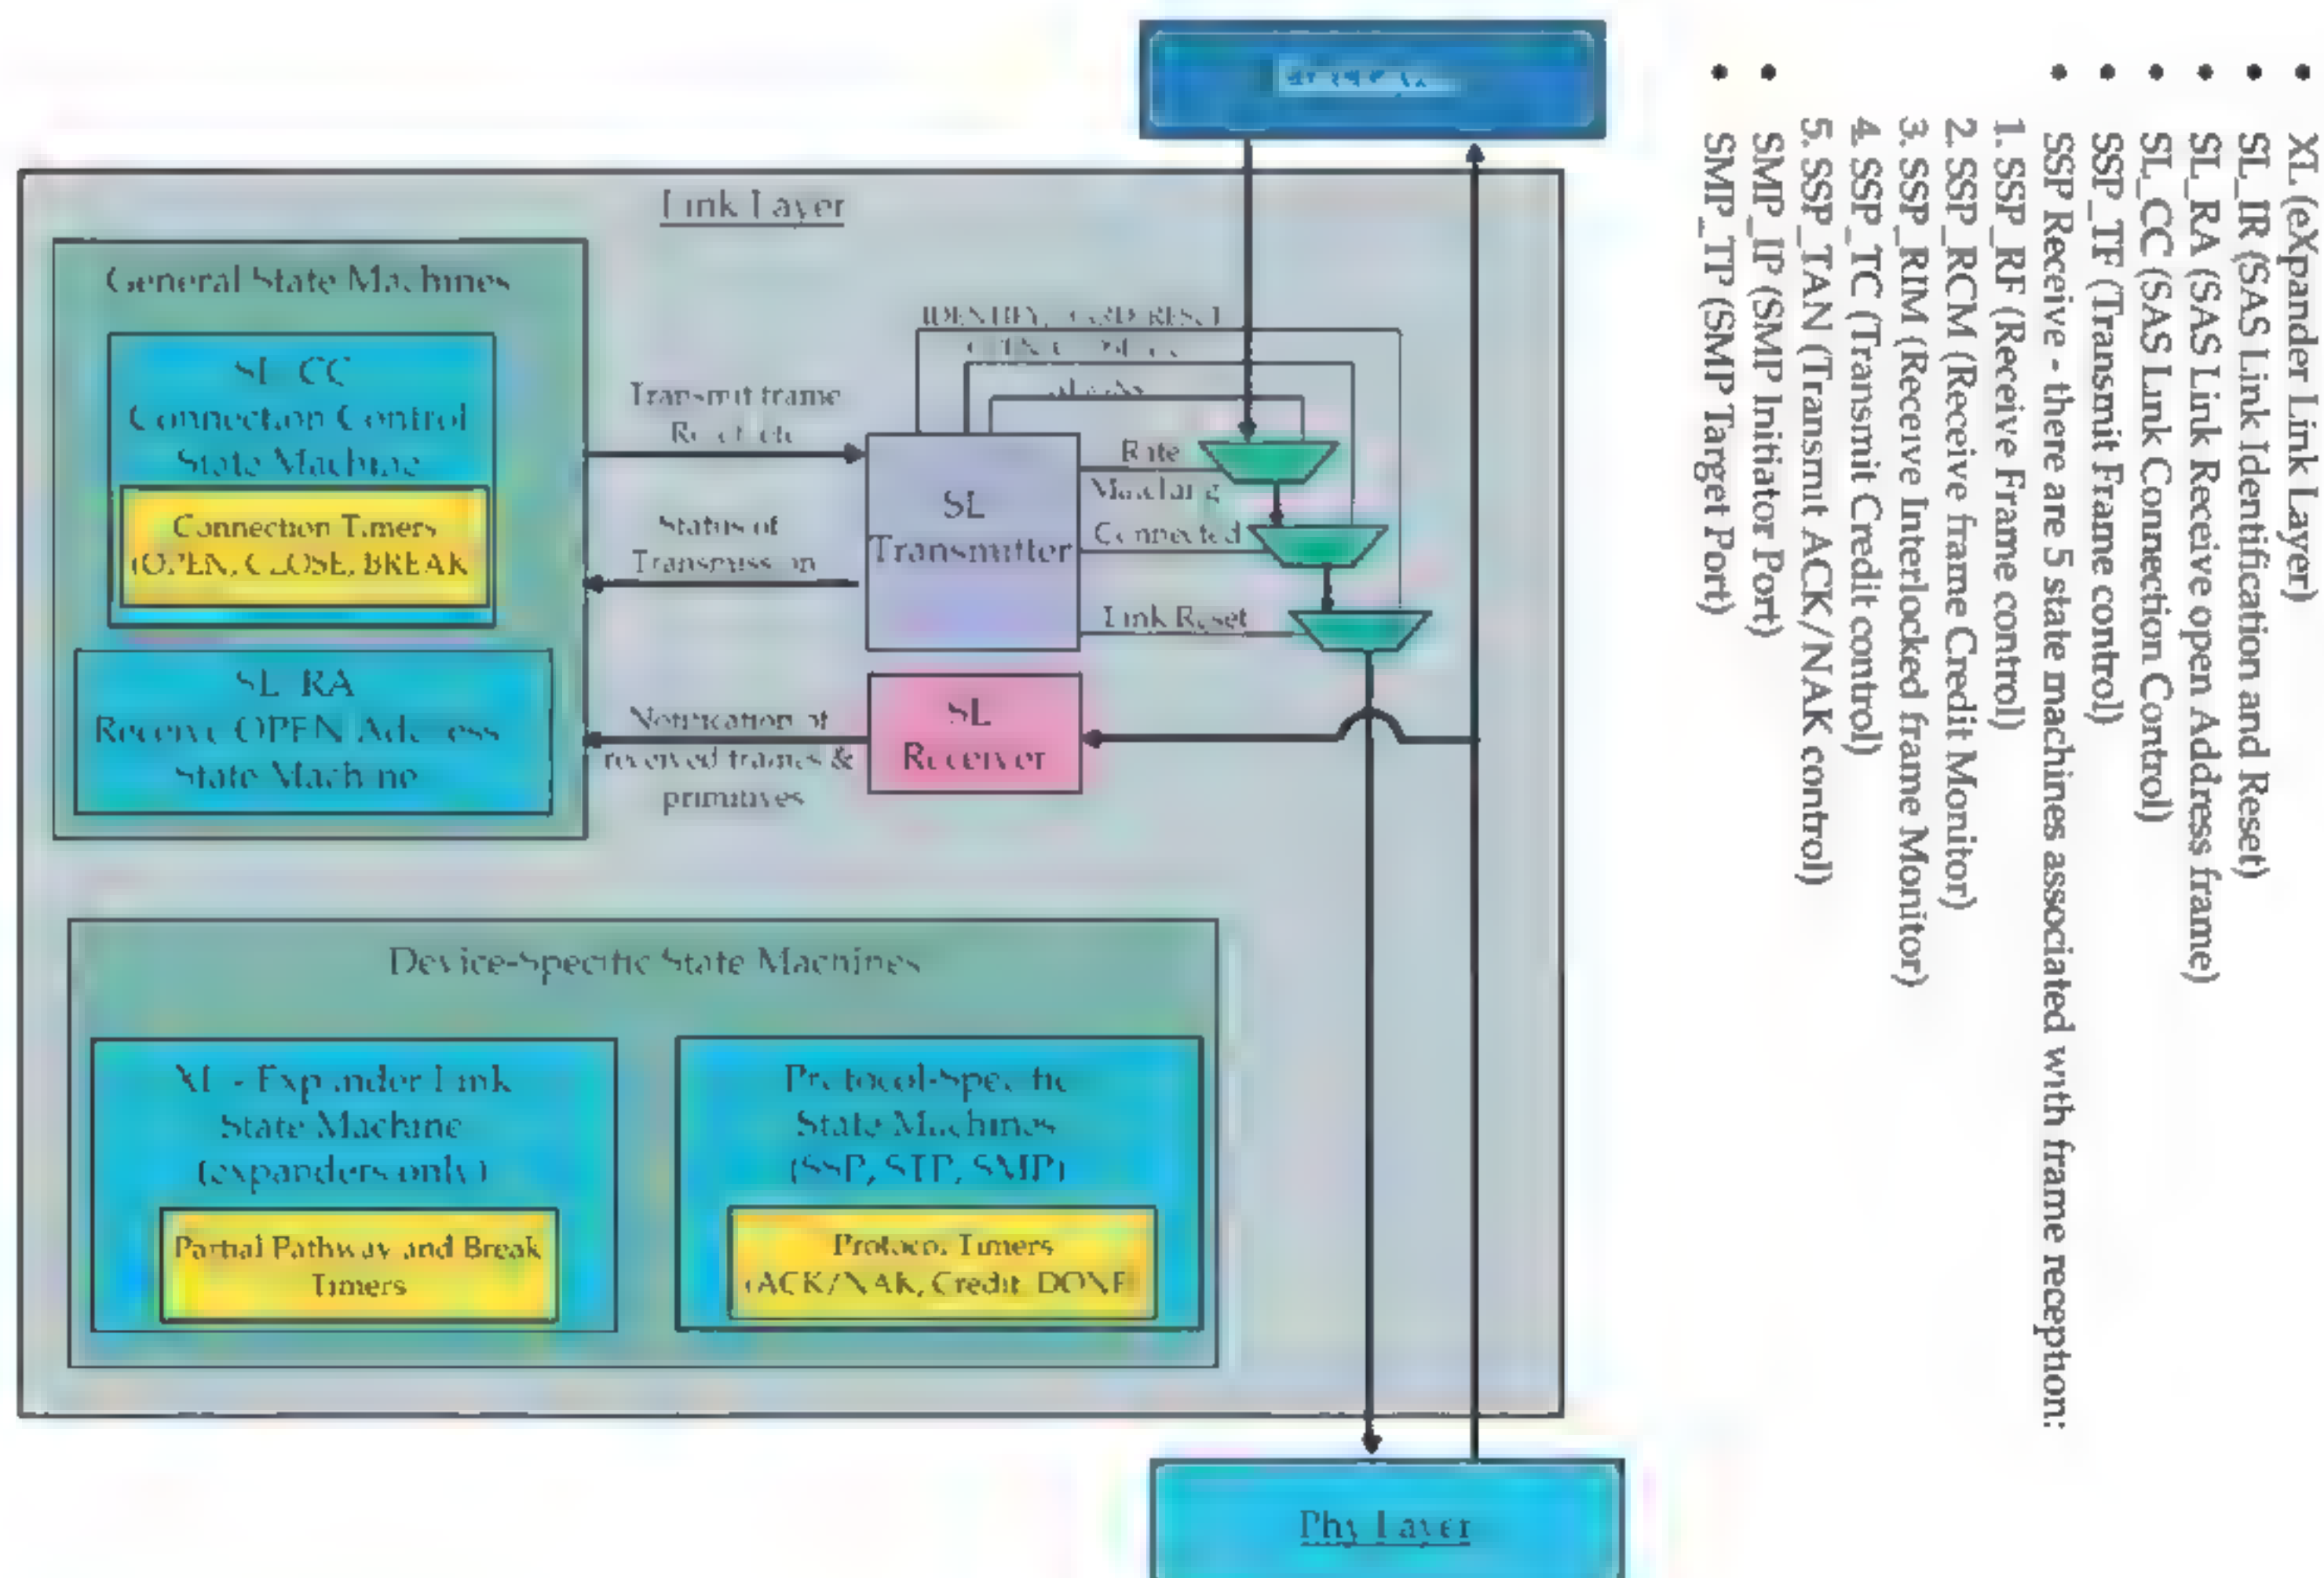 Link Layer
General State Machines
SL CC
Connection Control
State Machine
Connection Timers
(OPEN, CLOSE, BREAK
SL RA
Receive OPEN Address
State Machine
Transmit frame
Status of
Transmission
Notification of
received frames &
primitives
IDENTIFY, RESET
SL
Transmitter
SL
Receiver
Rate
Matching
Connected
Link Reset
Device-Specific State Machines
XL - Expander Link
State Machine
(expanders only)
Partial Pathway and Break
Timers
Protocol-Specific
State Machines
(SSP, STP, SMP)
Protocol Timers
(ACK/NAK, Credit, DONE
Phy Layer
• XL (eXpander Link Layer)
• SL_IR (SAS Link Identification and Reset)
• SL_RA (SAS Link Receive open Address frame)
• SL_CC (SAS Link Connection Control)
• SSP_TF (Transmit Frame control)
• SSP Receive - there are 5 state machines associated with frame reception:
1. SSP_RF (Receive Frame control)
2. SSP_RCM (Receive frame Credit Monitor)
3. SSP_RIM (Receive Interlocked frame Monitor)
4. SSP_TC (Transmit Credit control)
5. SSP_TAN (Transmit ACK/NAK control)
• SMP_IP (SMP Initiator Port)
• SMP_TP (SMP Target Port)